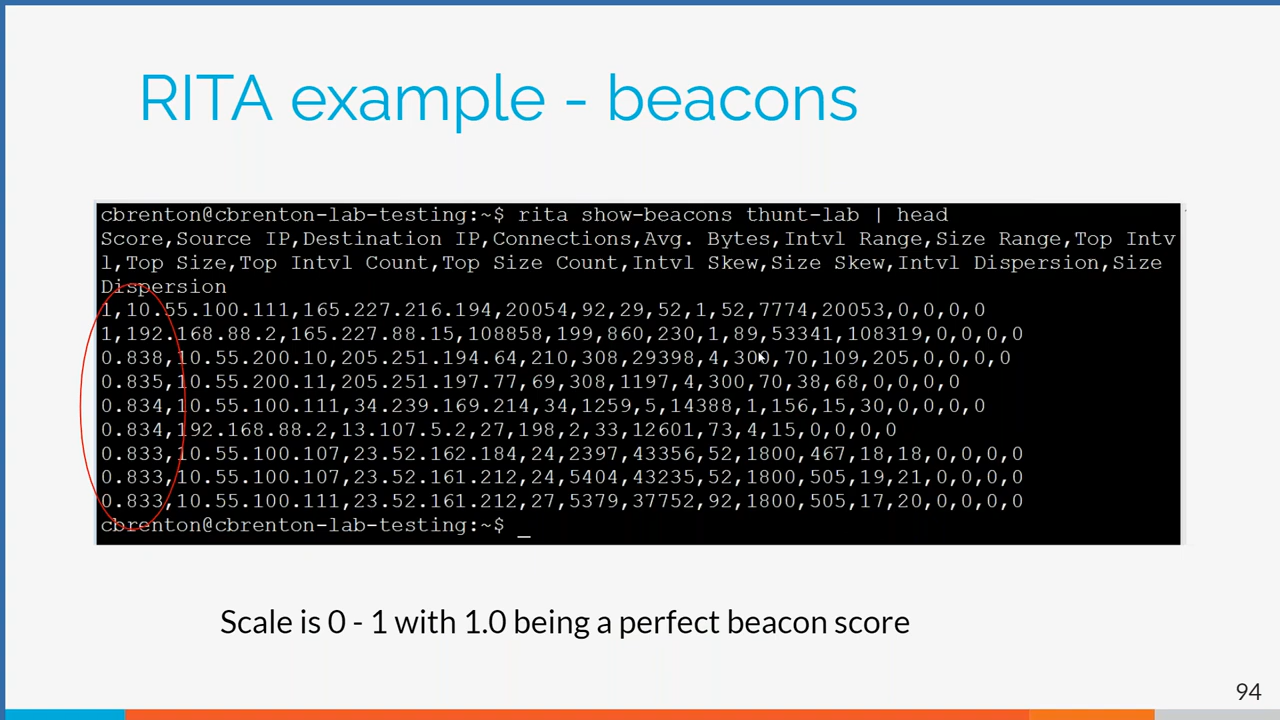 RITA example - beacons
cbrenton@cbrenton-lab-testing:~$ rita show-beacons thunt-lab | head
Score,Source IP,Destination IP,Connections,Avg. Bytes,Intvl Range,Size Range,Top Intv
l,Top Size,Top Intvl Count,Top Size Count,Intvl Skew,Size Skew,Intvl Dispersion,Size
Dispersion
1,10.55.100.111,165.227.216.194,20054,92,29,52,1,52,7774,20053,0,0,0,0
1,192.168.88.2,165.227.88.15,108858,199,860,230,1,89,53341,108319,0,0,0,0
0.838,10.55.200.10,205.251.194.64,210,308,29398,4,300,70,109,205,0,0,0,0
0.835,10.55.200.11,205.251.197.77,69,308,1197,4,300,70,38,68,0,0,0,0
0.834,10.55.100.111,34.239.169.214,34,1259,5,14388,1,156,15,30,0,0,0,0
0.834,192.168.88.2,13.107.5.2,27,198,2,33,12601,73,4,15,0,0,0,0
0.833,10.55.100.107,23.52.162.184,24,2397,43356,52,1800,467,18,18,0,0,0,0
0.833,10.55.100.107,23.52.161.212,24,5404,43235,52,1800,505,19,21,0,0,0,0
0.833,10.55.100.111,23.52.161.212,27,5379,37752,92,1800,505,17,20,0,0,0,0
cbrenton@cbrenton-lab-testing:~$ _
Scale is 0 - 1 with 1.0 being a perfect beacon score
94